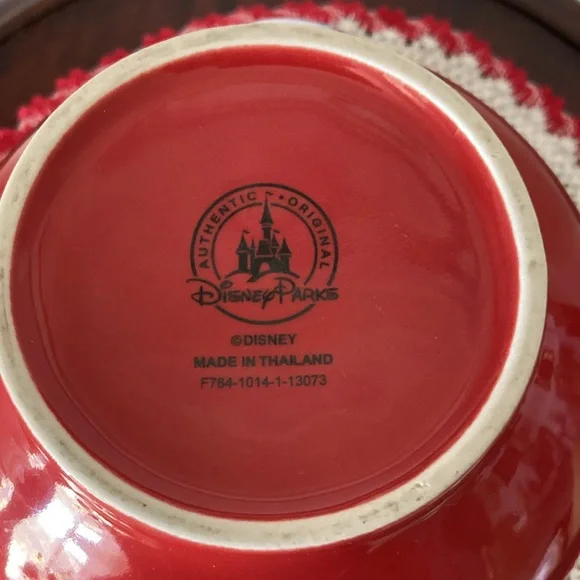 AUTHENTIC • ORIGINAL
Disney Parks
©DISNEY
MADE IN THAILAND
F764-1014-1-13073